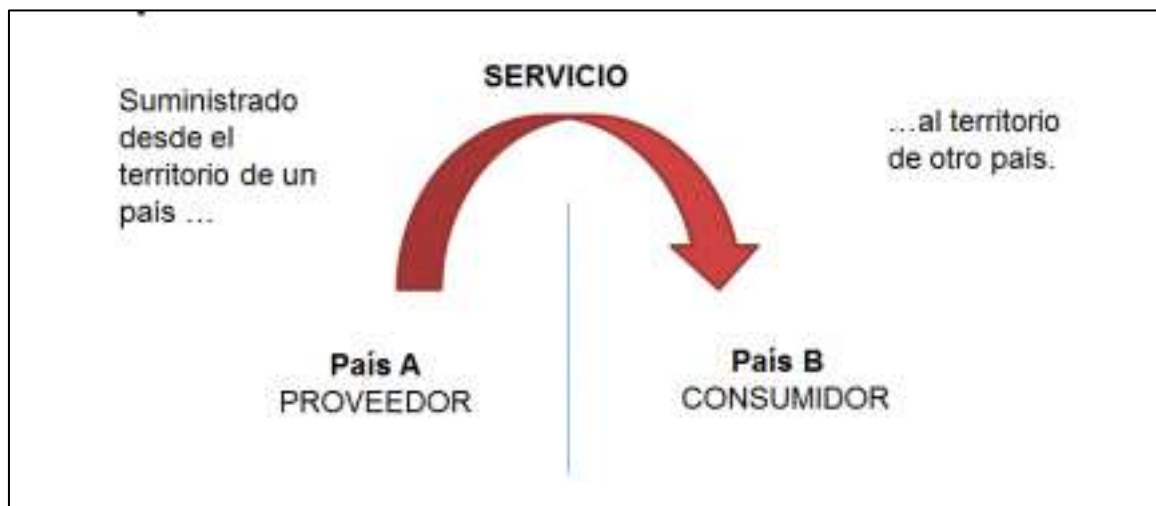 SERVICIO
Suministrado
desde el
territorio de un
país ...
...al territorio
de otro país.
País A
PROVEEDOR
País B
CONSUMIDOR